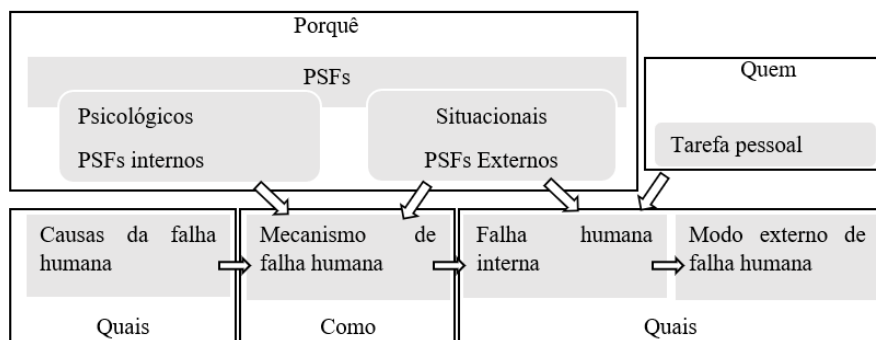 Porquê
PSFs
Psicológicos
PSFs internos
Situacionais
PSFs Externos
Quem
Tarefa pessoal
Causas da falha
humana
Mecanismo de
falha humana
Falha humana
interna
Modo externo de
falha humana
Quais
Como
Quais